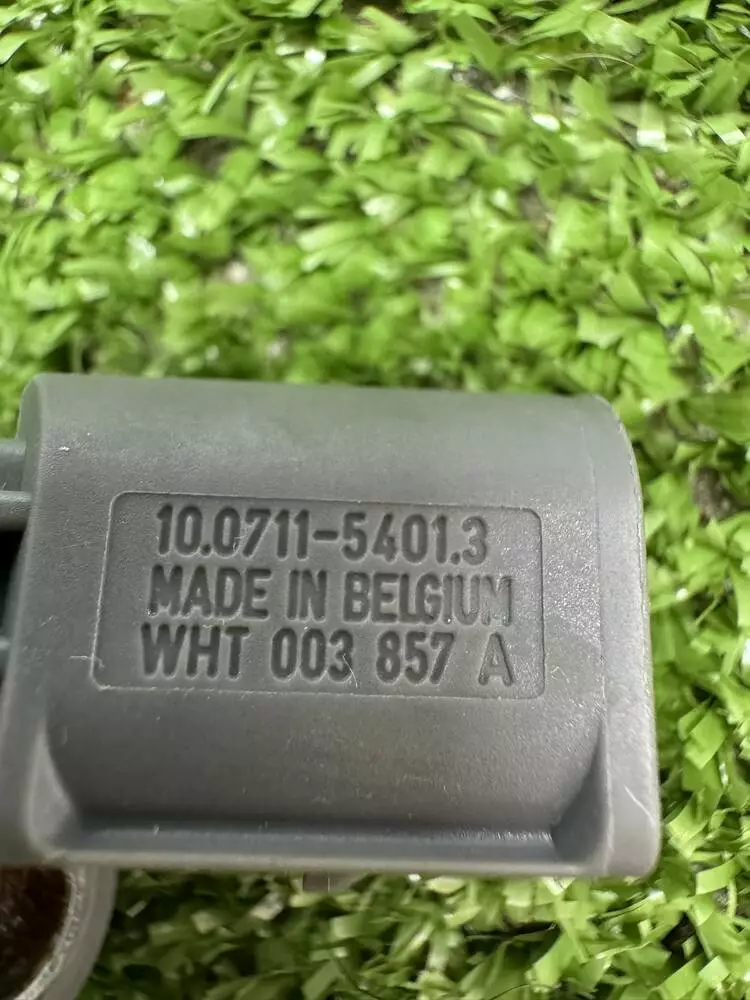 10.0711-5401.3
MADE IN BELGIUM
WHT 003 857 A